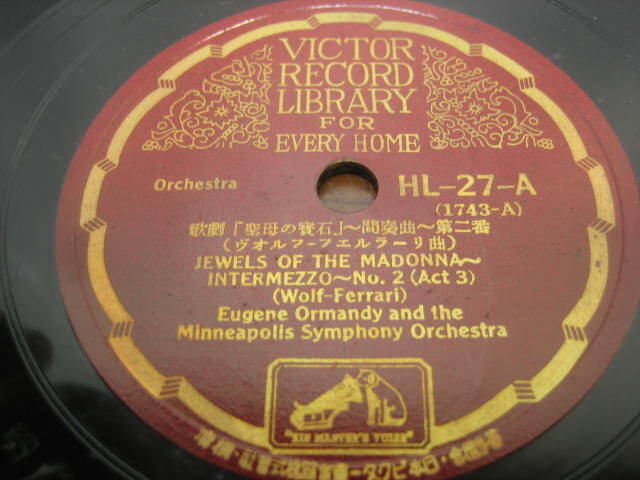 VICTOR
RECORD
LIBRARY
FOR
EVERY HOME
Orchestra
HL-27-A
(1743-A)
歌劇「聖母の寶石」~間奏曲~第二番
(ヴオルフ-フエルラーリ曲)
JEWELS OF THE MADONNA~
INTERMEZZO~No. 2 (Act 3)
(Wolf-Ferrari)
Eugene Ormandy and the
Minneapolis Symphony Orchestra
"HIS MASTER'S VOICE"